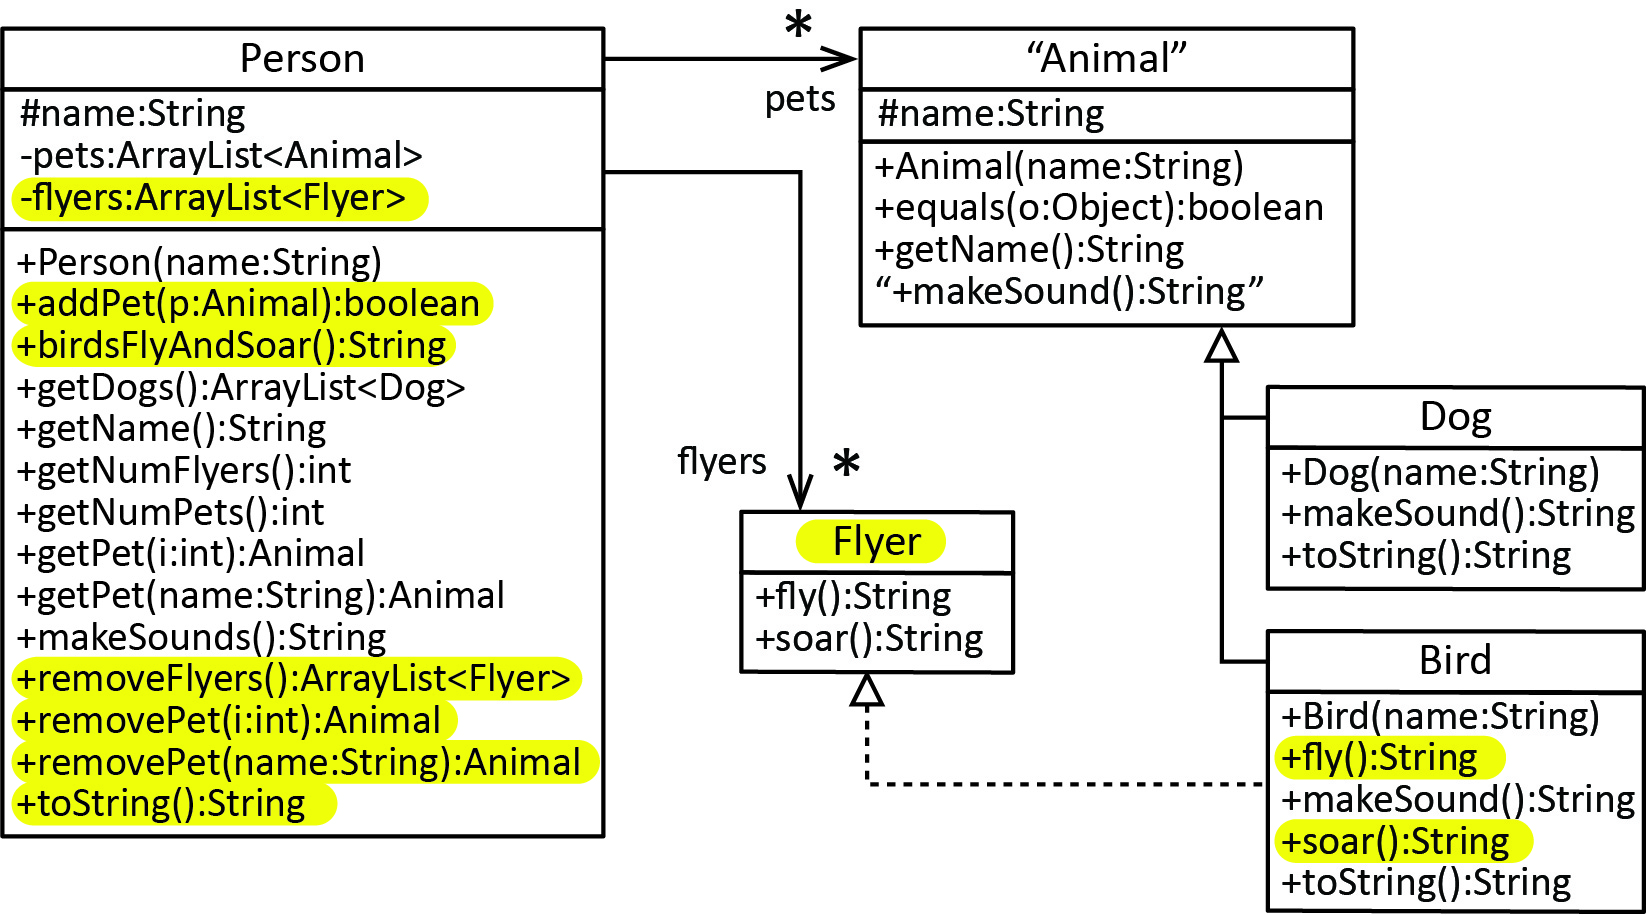 Person
#name:String
-pets:ArrayList<Animal>
-flyers:ArrayList<Flyer>
+Person(name:String)
+addPet(p:Animal):boolean
+birdsFlyAndSoar():String
+getDogs():ArrayList<Dog>
+getName():String
+getNumFlyers():int
+getNumPets():int
+getPet(i:int):Animal
+getPet(name:String):Animal
+makeSounds():String
+removeFlyers():ArrayList<Flyer>
+removePet(i:int):Animal
+removePet(name:String):Animal
+toString():String
*
pets
“Animal”
#name:String
+Animal(name:String)
+equals(o:Object):boolean
+getName():String
“+makeSound():String”
flyers
*
Flyer
+fly():String
+soar():String
Dog
+Dog(name:String)
+makeSound():String
+toString():String
Bird
+Bird(name:String)
+fly():String
+makeSound():String
+soar():String
+toString():String